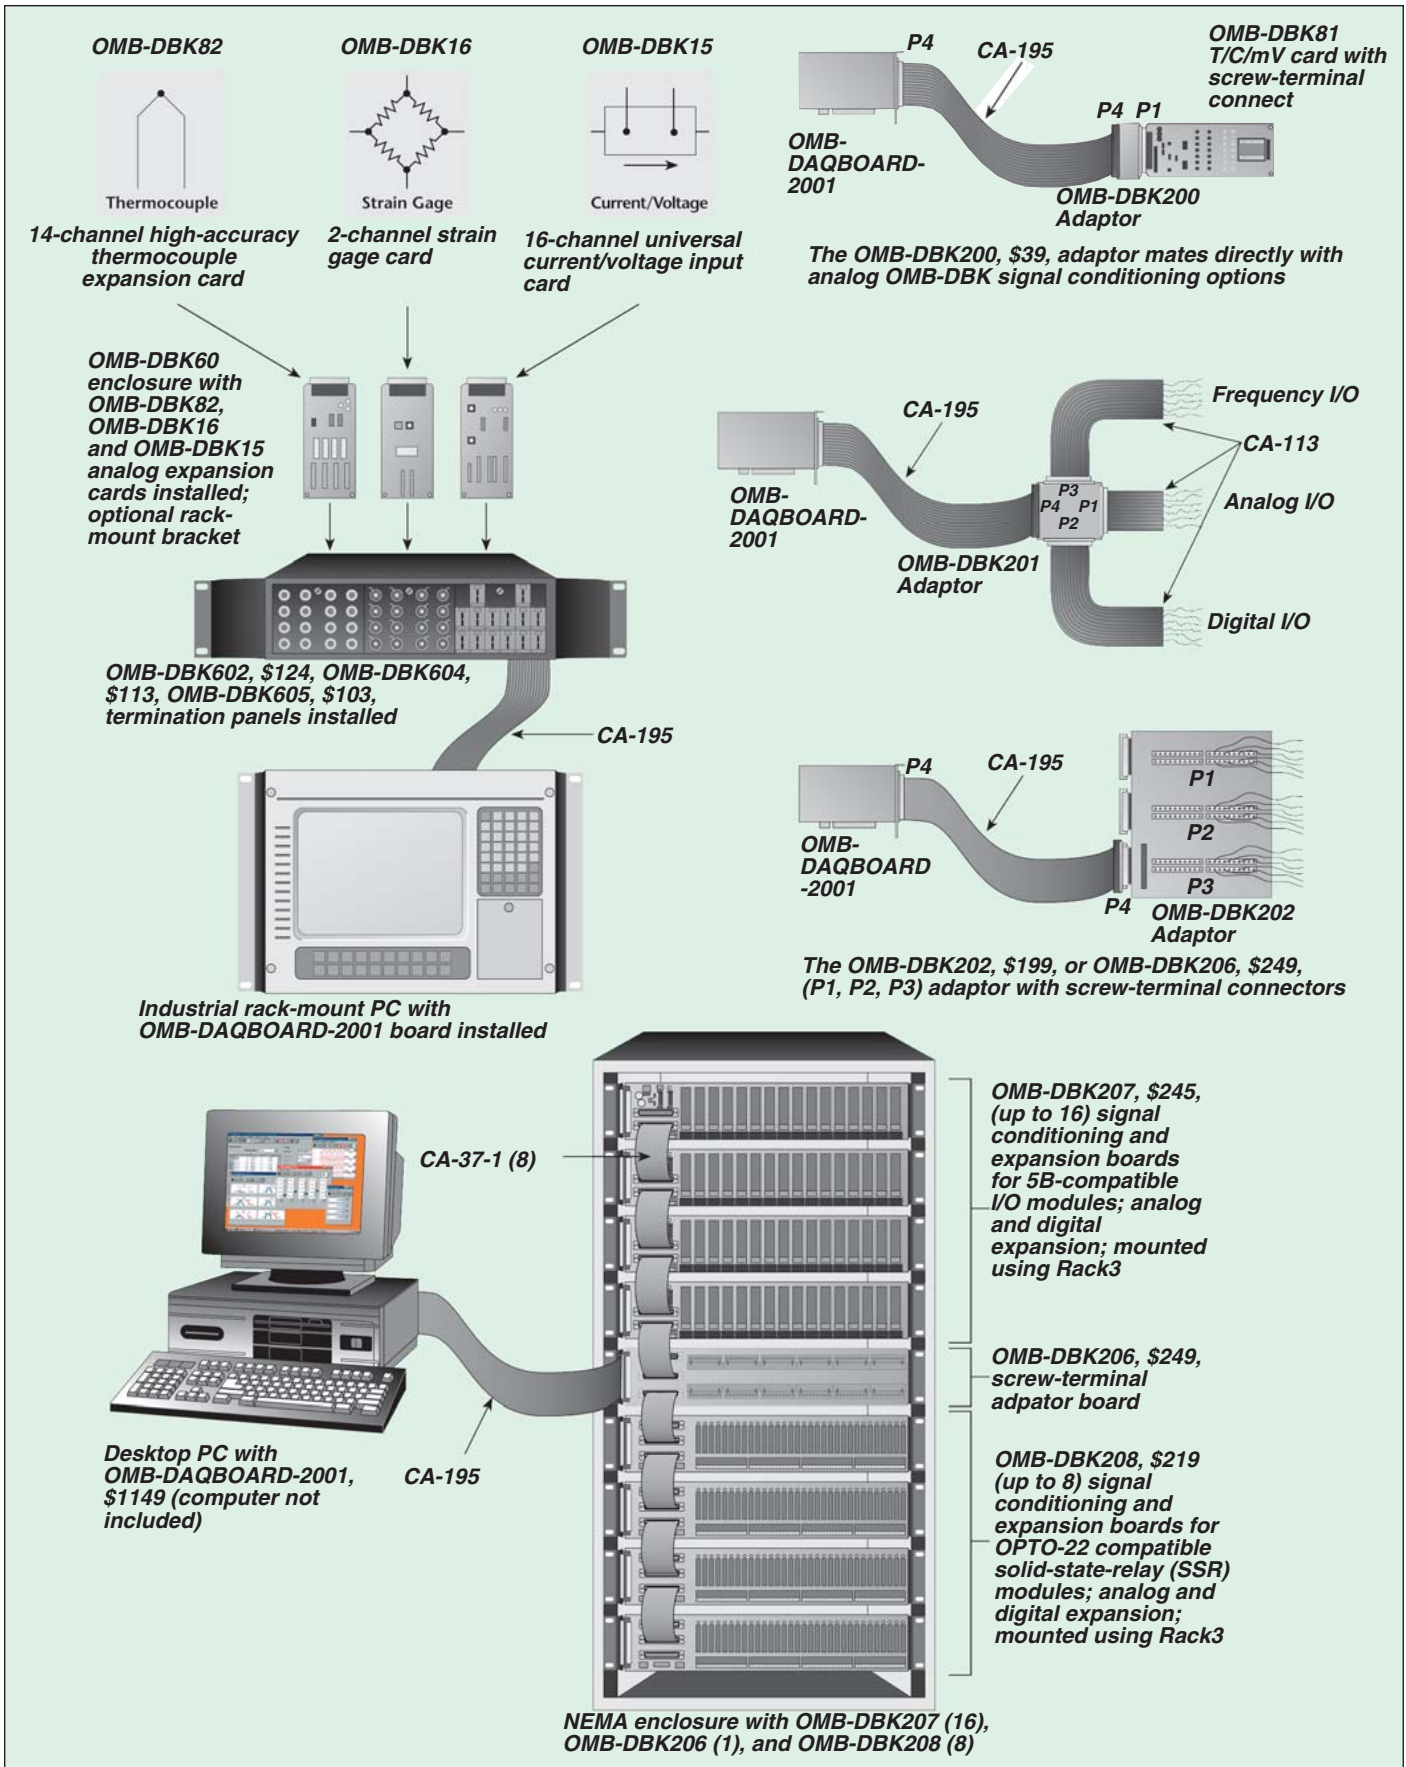 OMB-DBK82
Thermocouple
14-channel high-accuracy
thermocouple
expansion card
OMB-DBK16
Strain Gage
2-channel strain
gage card
OMB-DBK15
Current/Voltage
16-channel universal
current/voltage input
card
OMB-DBK60
enclosure with
OMB-DBK82,
OMB-DBK16
and OMB-DBK15
analog expansion
cards installed;
optional rack-
mount bracket
OMB-DBK602, $124, OMB-DBK604,
$113, OMB-DBK605, $103,
termination panels installed
CA-195
Industrial rack-mount PC with
OMB-DAQBOARD-2001 board installed
P4
CA-195
OMB-DBK81
T/C/mV card with
screw-terminal
connect
P4 P1
OMB-
DAQBOARD-
2001
OMB-DBK200
Adaptor
The OMB-DBK200, $39, adaptor mates directly with
analog OMB-DBK signal conditioning options
CA-195
Frequency I/O
CA-113
Analog I/O
Digital I/O
P3
P4 P1
P2
OMB-
DAQBOARD-
2001
OMB-DBK201
Adaptor
P4
CA-195
P1
P2
P3
OMB-
DAQBOARD
-2001
P4
OMB-DBK202
Adaptor
The OMB-DBK202, $199, or OMB-DBK206, $249,
(P1, P2, P3) adaptor with screw-terminal connectors
CA-37-1 (8)
OMB-DBK207, $245,
(up to 16) signal
conditioning and
expansion boards
for 5B-compatible
I/O modules; analog
and digital
expansion; mounted
using Rack3
OMB-DBK206, $249,
screw-terminal
adpator board
OMB-DBK208, $219
(up to 8) signal
conditioning and
expansion boards for
OPTO-22 compatible
solid-state-relay (SSR)
modules; analog and
digital expansion;
mounted using Rack3
Desktop PC with
OMB-DAQBOARD-2001,
$1149 (computer not
included)
CA-195
NEMA enclosure with OMB-DBK207 (16),
OMB-DBK206 (1), and OMB-DBK208 (8)